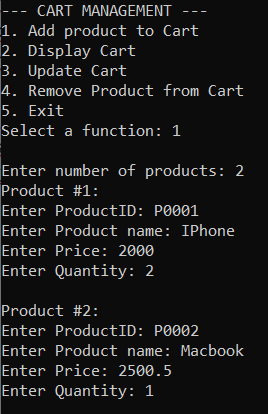 --- CART MANAGEMENT ---
1. Add product to Cart
2. Display Cart
3. Update Cart
4. Remove Product from Cart
5. Exit
Select a function: 1

Enter number of products: 2
Product #1:
Enter ProductID: P0001
Enter Product name: IPhone
Enter Price: 2000
Enter Quantity: 2

Product #2:
Enter ProductID: P0002
Enter Product name: Macbook
Enter Price: 2500.5
Enter Quantity: 1